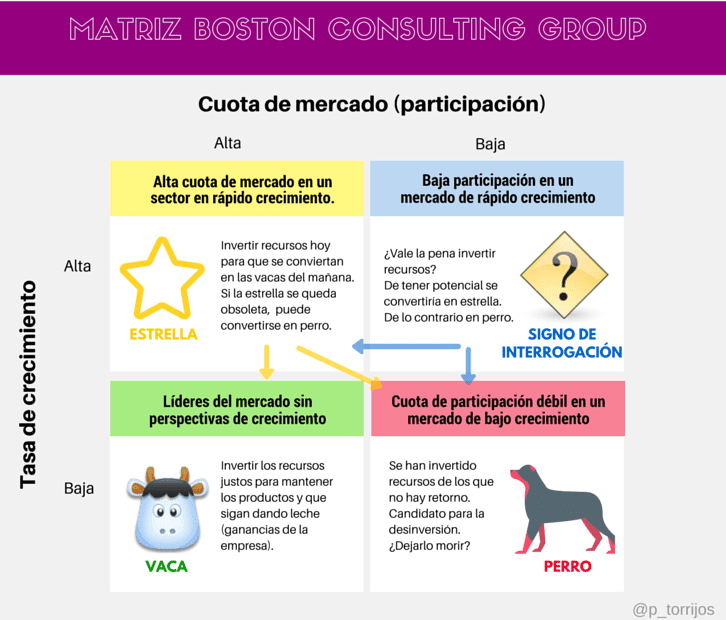 MATRIZ BOSTON CONSULTING GROUP
Cuota de mercado (participación)
Alta
Baja
Tasa de crecimiento
Alta
Alta cuota de mercado en un
sector en rápido crecimiento.
Invertir recursos hoy
para que se conviertan
en las vacas del mañana.
Si la estrella se queda
obsoleta, puede
convertirse en perro.
ESTRELLA
Baja participación en un
mercado de rápido crecimiento
¿Vale la pena invertir
recursos?
De tener potencial se
convertiría en estrella.
De lo contrario en perro.
?
SIGNO DE
INTERROGACIÓN
Baja
Líderes del mercado sin
perspectivas de crecimiento
Invertir los recursos
justos para mantener
los productos y que
sigan dando leche
(ganancias de la
empresa).
VACA
Cuota de participación débil en un
mercado de bajo crecimiento
Se han invertido
recursos de los que
no hay retorno.
Candidato para la
desinversión.
¿Dejarlo morir?
PERRO
@p_torrijos